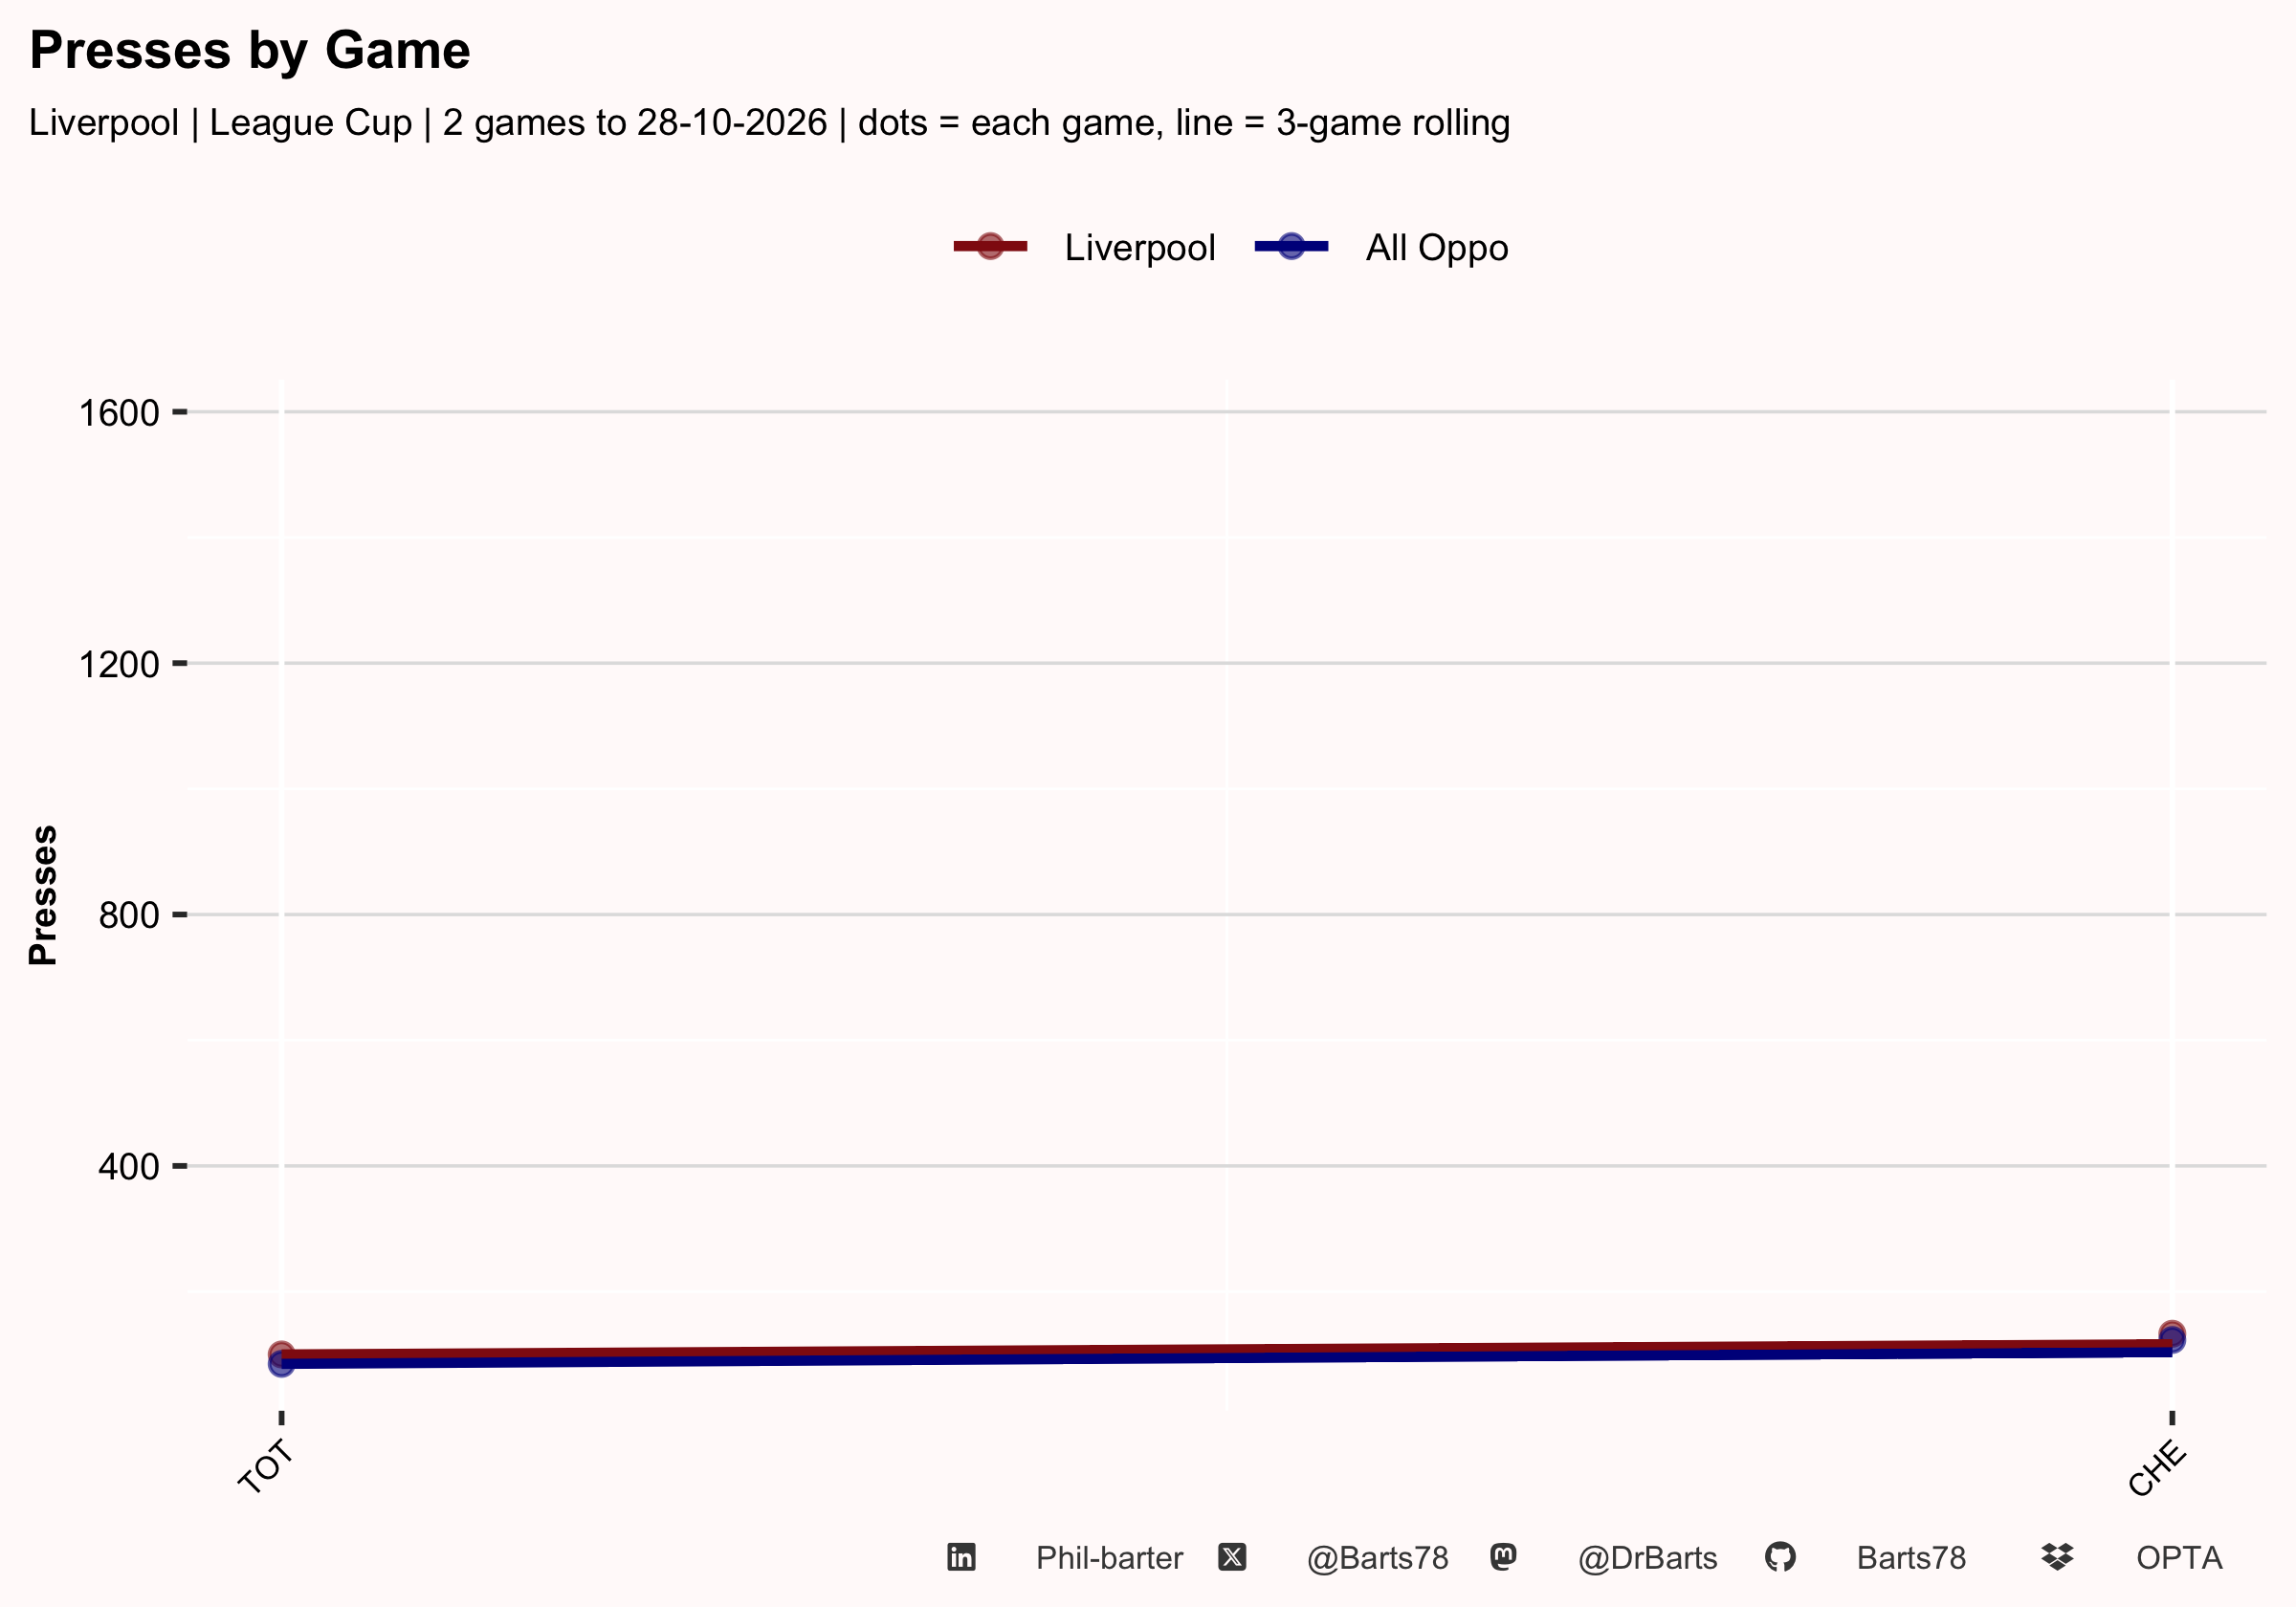 Presses by Game
Liverpool | League Cup | 2 games to 28-10-2026 | dots = each game, line = 3-game rolling
Liverpool All Oppo
1600
1200
800
400
Presses
TOT CHE
Phil-barter @Barts78 @DrBarts Barts78 OPTA